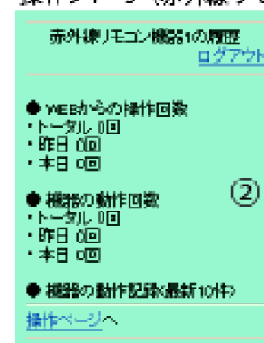 赤外線リモコン機器1の履歴
ログアウト
● WEBからの操作回数
・トータル 0回
・昨日 0回
・本日 0回
● 機器の動作回数
②
・トータル 0回
・昨日 0回
・本日 0回
● 機器の動作記録(最新10件)
操作ページへ